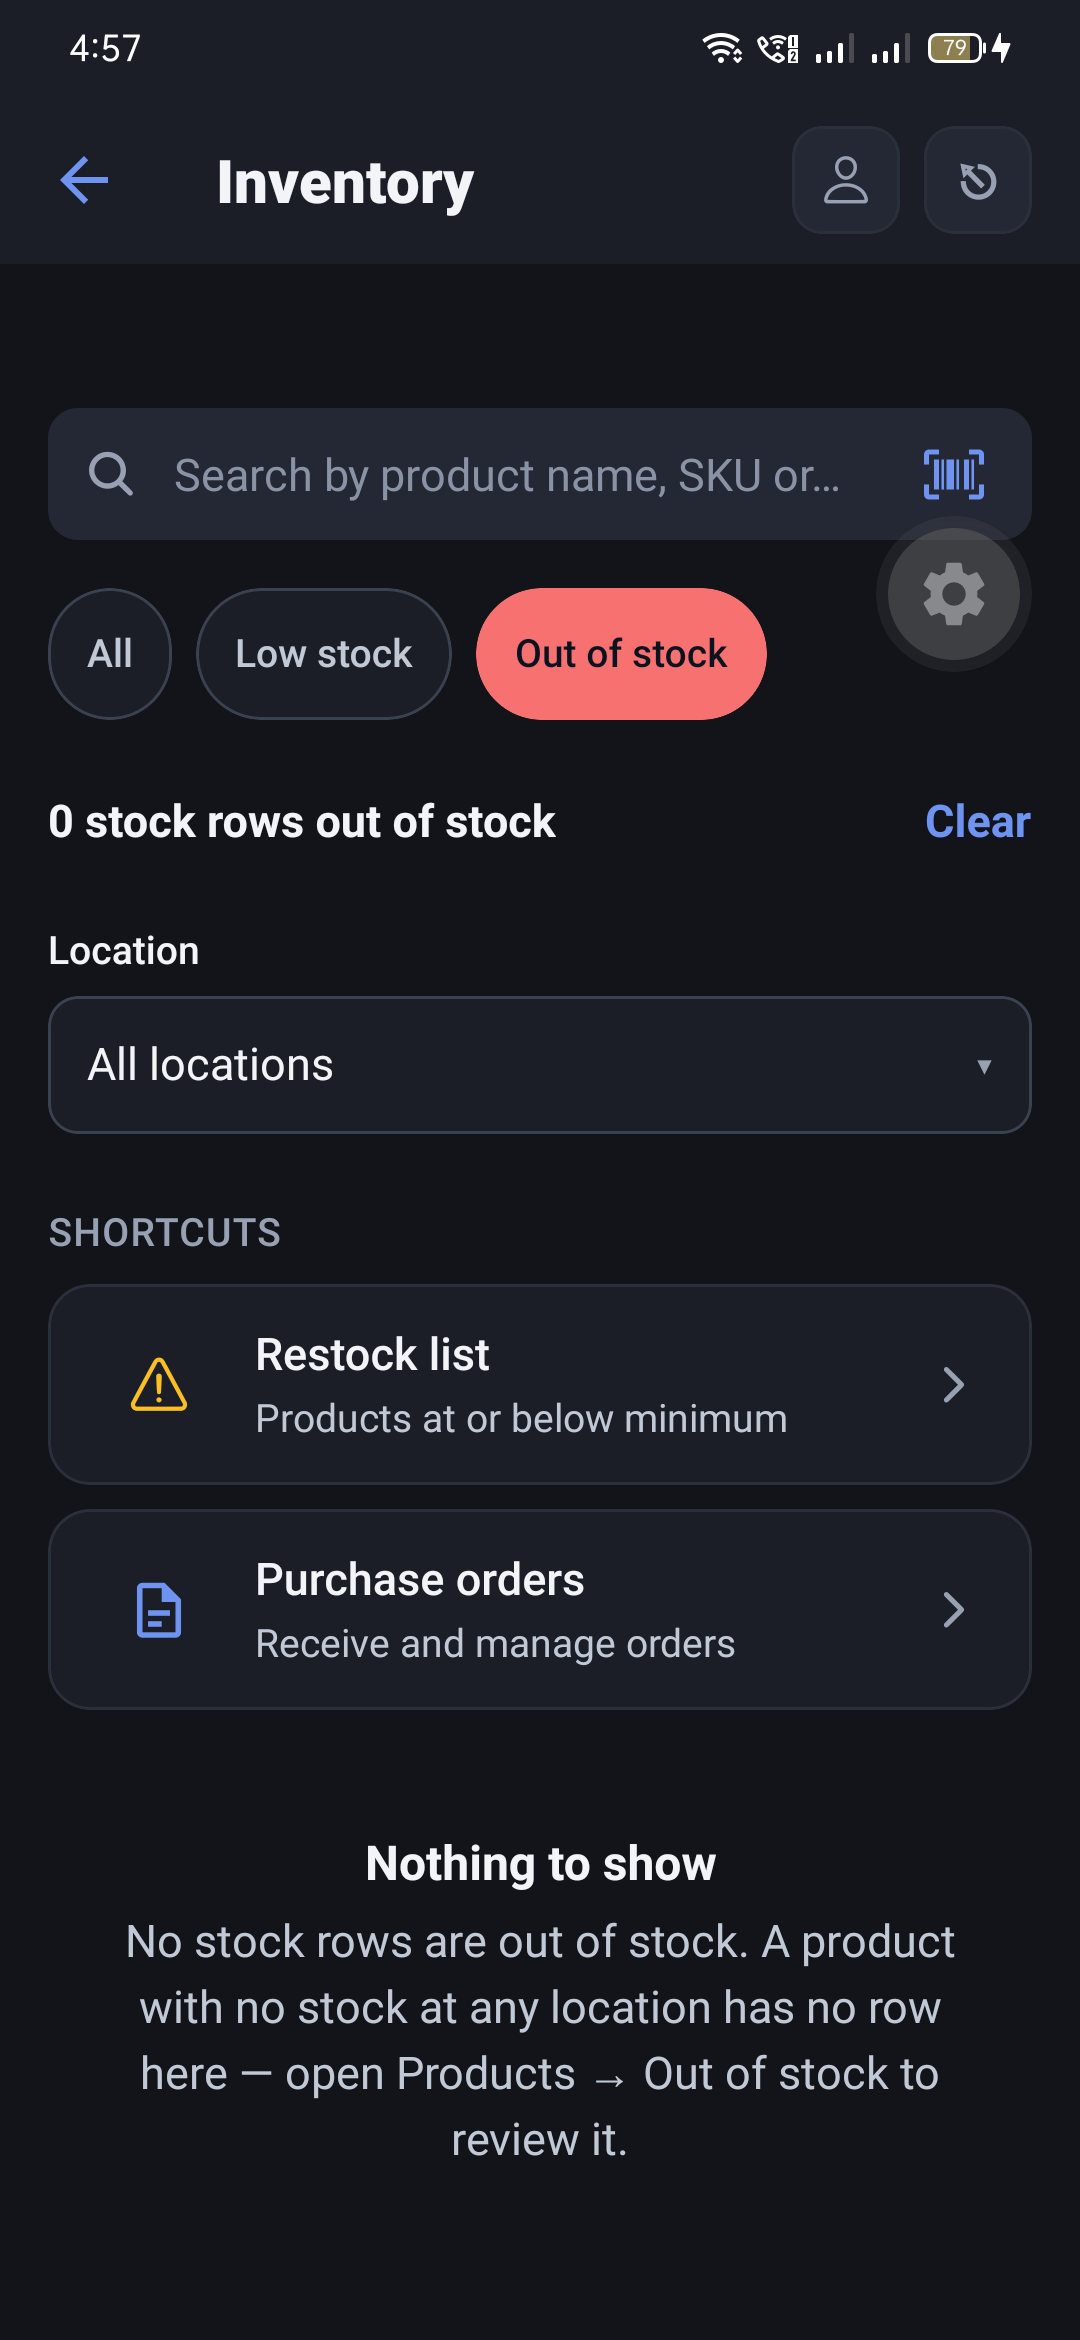 4:57
79
Inventory
Search by product name, SKU or...
All
Low stock
Out of stock
0 stock rows out of stock
Clear
Location
All locations
SHORTCUTS
Restock list
Products at or below minimum
Purchase orders
Receive and manage orders
Nothing to show
No stock rows are out of stock. A product
with no stock at any location has no row
here — open Products → Out of stock to
review it.